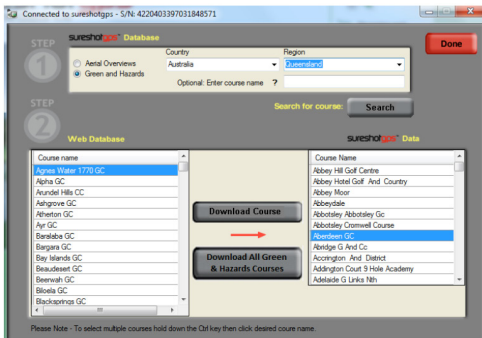 Connected to sureshotgps - S/N: 4220403397031848571
STEP
1
sureshotgps Database
Done
Country
Region
Aerial Overviews
Green and Hazards
Australia
Queensland
Optional: Enter course name ?
STEP
2
Search for course:
Search
Web Database
sureshotgps Data
Course name
Agnes Water 1770 GC
Alpha GC
Arundel Hills CC
Ashgrove GC
Atherton GC
Ayr GC
Baralaba GC
Bargara GC
Bay Islands GC
Beaudesert GC
Beerwah GC
Biloela GC
Blacksprings GC
Download Course
Download All Green
& Hazards Courses
Course Name
Abbey Hill Golf Centre
Abbey Hotel Golf And Country
Abbey Moor
Abbeydale
Abbotsley Abbotsley Gc
Abbotsley Cromwell Course
Aberdeen GC
Abridge G And Cc
Accrington And District
Addington Court 9 Hole Academy
Adelaide G Links Nth
Please Note - To select multiple courses hold down the Ctrl key then click desired coure name.